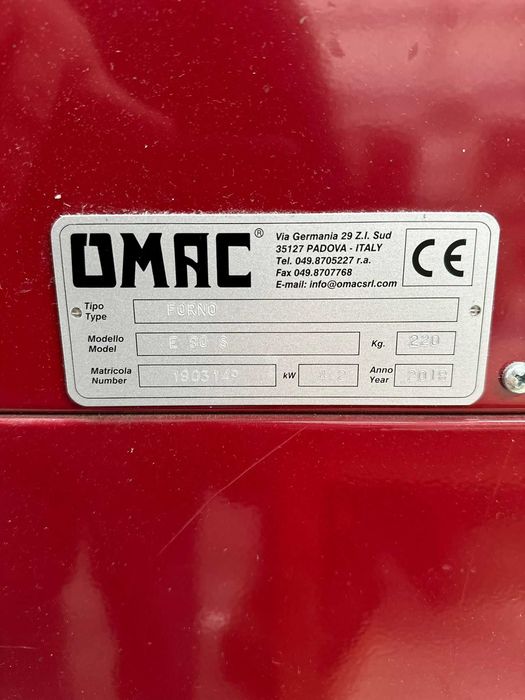 OMAC®
Via Germania 29 Z.I. Sud
35127 PADOVA - ITALY
Tel. 049.8705227 r.a.
Fax 049.8707768
E-mail: info@omacsrl.com
CE
Tipo
Type
FORNO
Modello
Model
E
Kg.
220
Matricola
Number
1803149
kW
Anno
Year